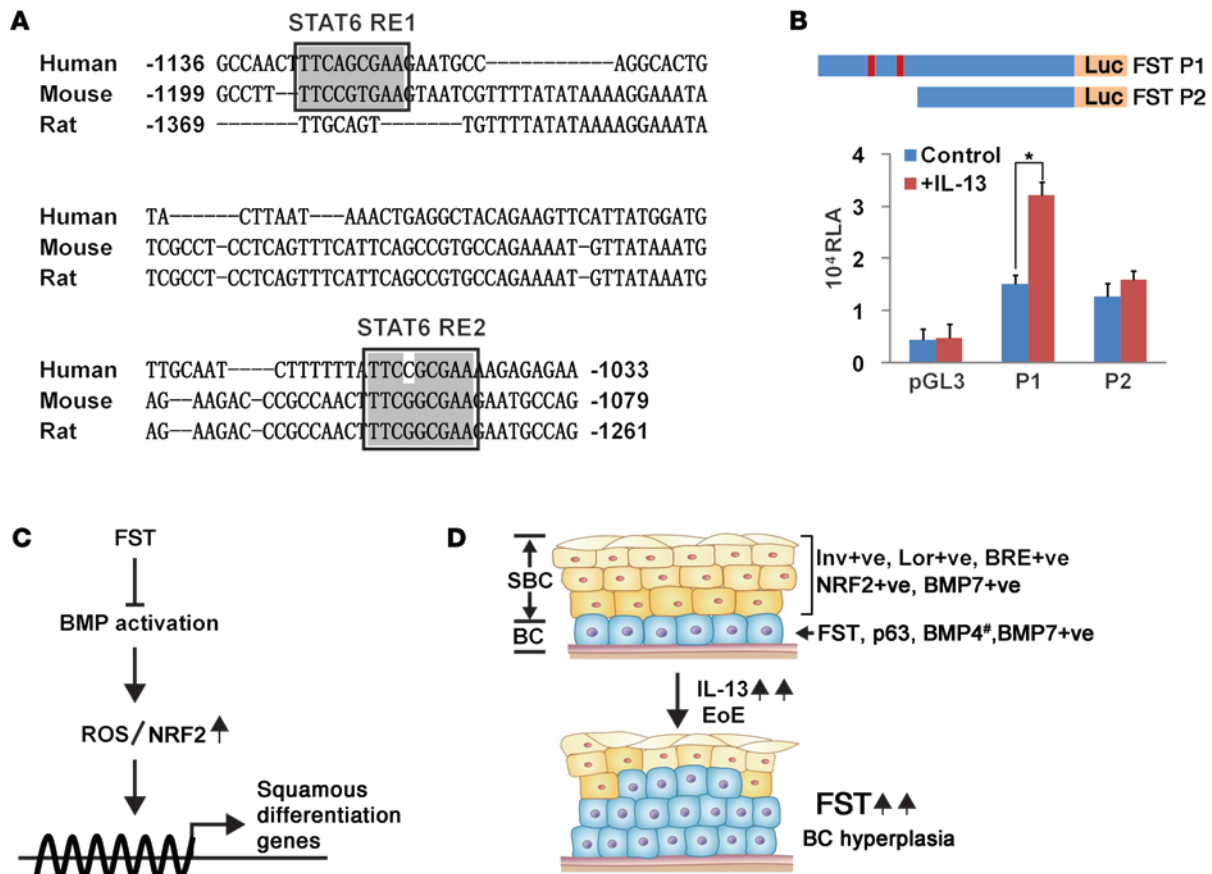 A
STAT6 RE1
Human -1136 GCCAACTTTCAGCGAAGAATGCC-----------AGGCACTG
Mouse -1199 GCCTT--TTCCGTGAAGTAATCGTTTTATATAAAAGGAAATA
Rat -1369 -------TTGCAGT-------TGTTTTATATAAAAGGAAATA
Human TA------CTTAAT---AAACTGAGGCTACAGAAGTTCATTATGGATG
Mouse TCGCCT-CCTCAGTTTCATTCAGCCGTGCCAGAAAAT-GTTATAAATG
Rat TCGCCT-CCTCAGTTTCATTCAGCCGTGCCAGAAAAT-GTTATAAATG
STAT6 RE2
Human TTGCAAT----CTTTTTTATTCCGCGAAAAGAGAGAA -1033
Mouse AG--AAGAC-CCGCCAACTTTCGGCGAAGAATGCCAG -1079
Rat AG--AAGAC-CCGCCAACTTTCGGCGAAGAATGCCAG -1261
B
Luc FST P1
Luc FST P2
Control
+IL-13
*
10⁴ RLA
4
3
2
1
0
pGL3 P1 P2
C
FST
BMP activation
ROS/NRF2
Squamous
differentiation
genes
D
SBC
BC
Inv+ve, Lor+ve, BRE+ve
NRF2+ve, BMP7+ve
FST, p63, BMP4#,BMP7+ve
IL-13
EoE
FST
BC hyperplasia